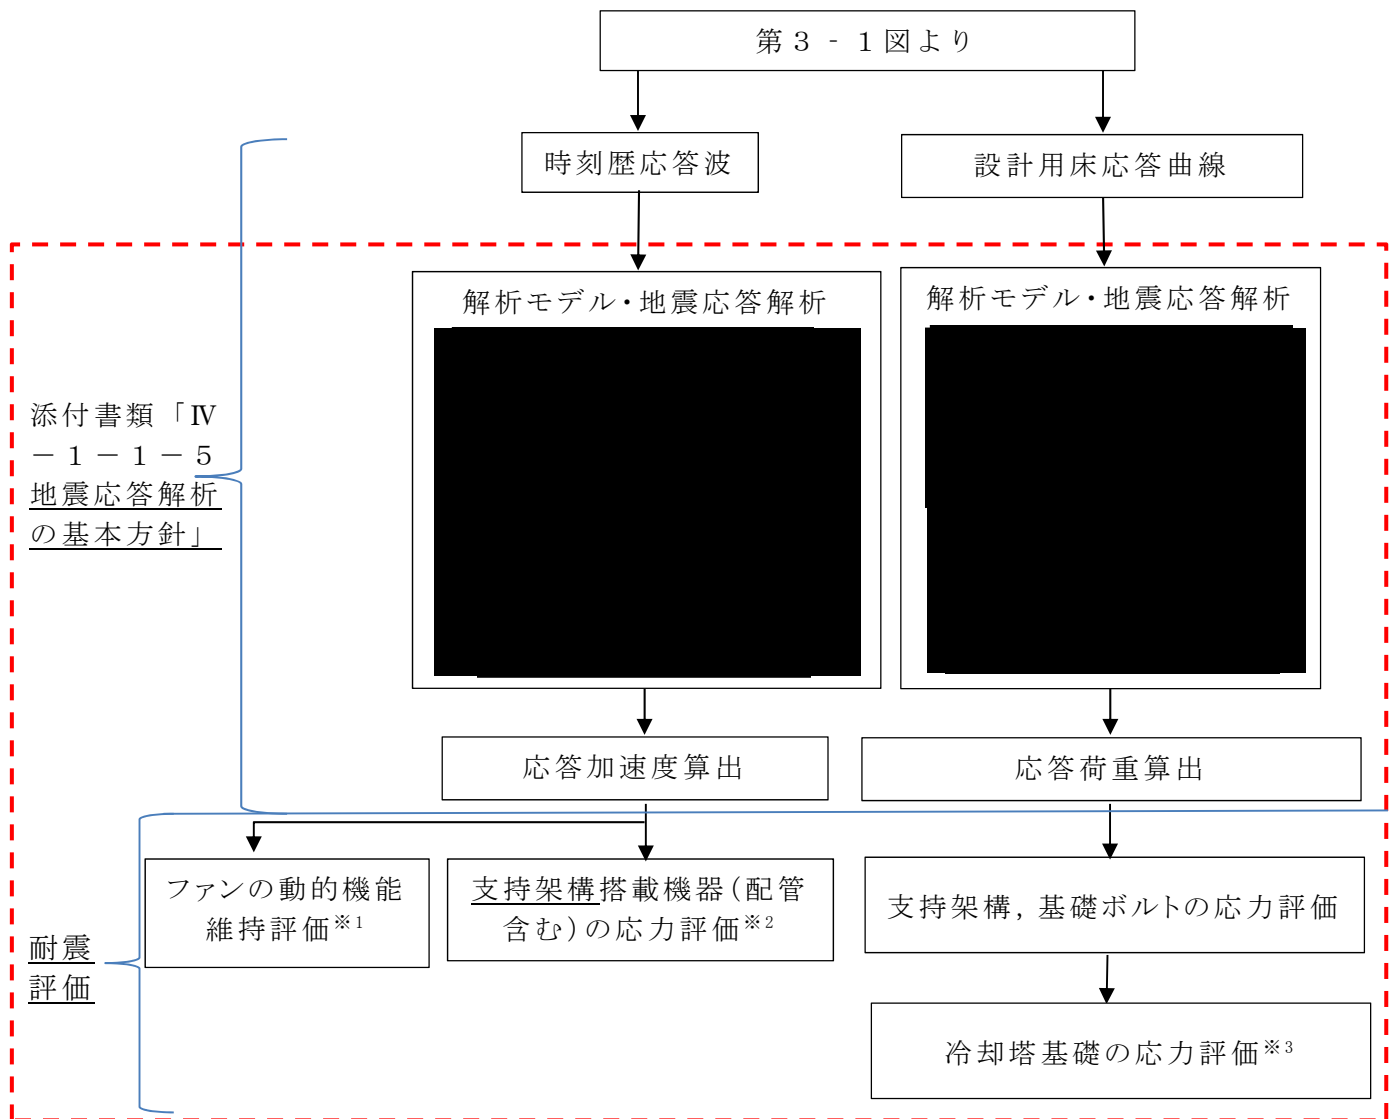 第3‐1図より
時刻歴応答波
設計用床応答曲線
解析モデル・地震応答解析
解析モデル・地震応答解析
添付書類「Ⅳ
－1－1－5
地震応答解析
の基本方針」
応答加速度算出
応答荷重算出
ファンの動的機能
維持評価※1
支持架構搭載機器(配管
含む)の応力評価※2
支持架構，基礎ボルトの応力評価
耐震
評価
冷却塔基礎の応力評価※3